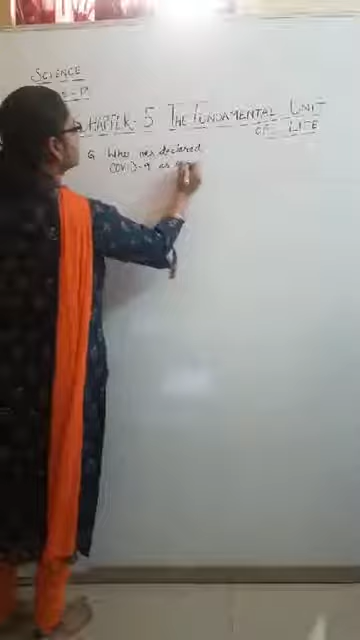 SCIENCE
CHAPTER-5 THE FUNDAMENTAL UNIT
OF LIFE
Q Who has declared
COVID-19 as